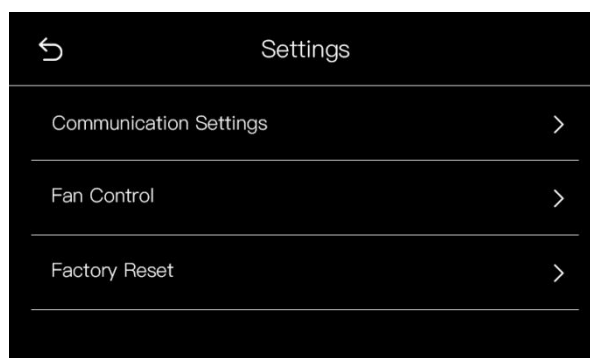 Settings
Communication Settings
Fan Control
Factory Reset